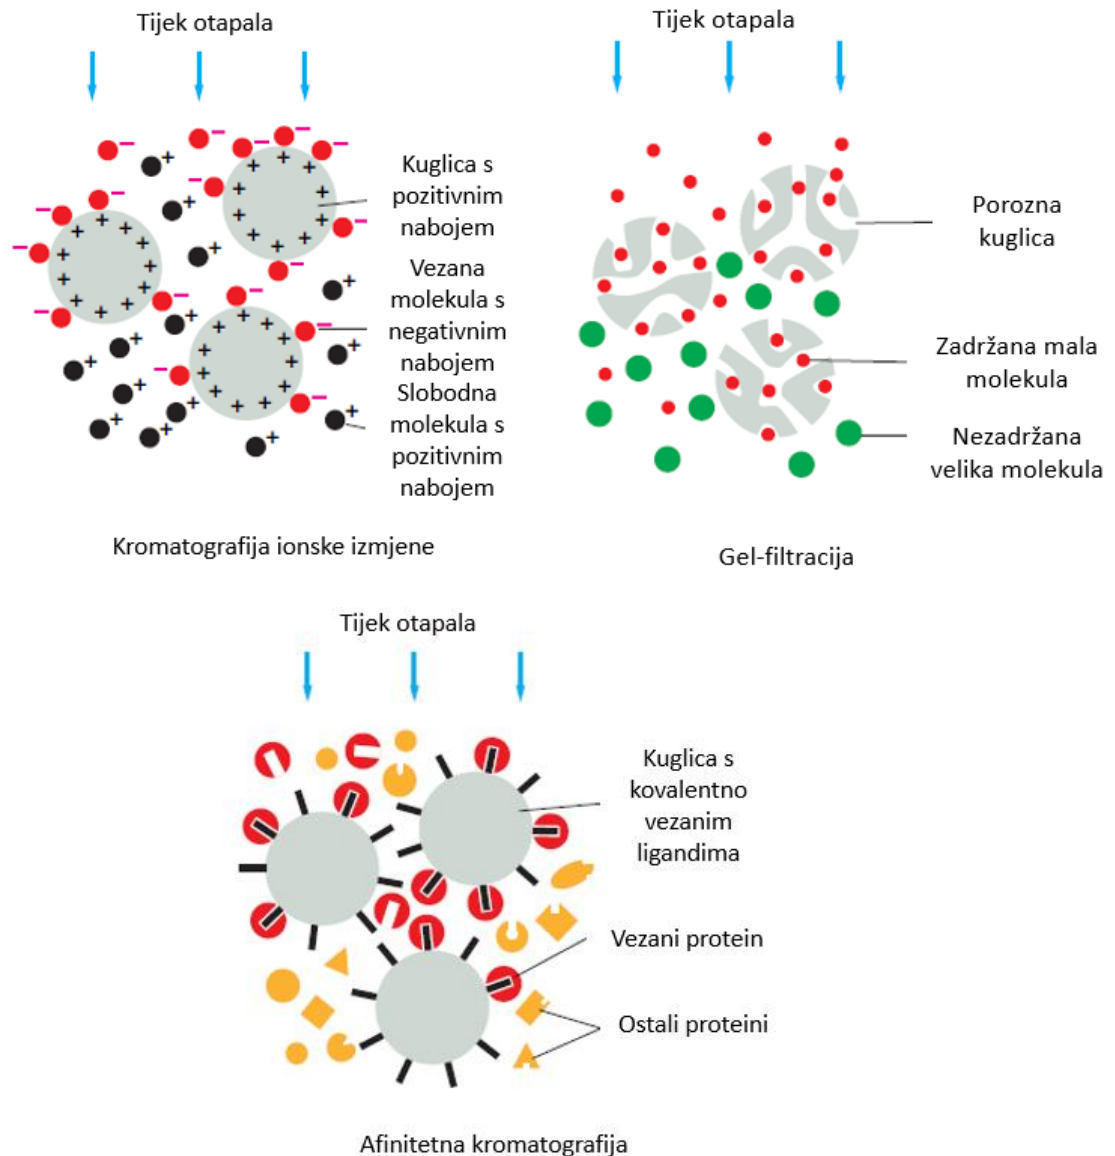 Tijek otapala
Kuglica s
pozitivnim
nabojem
Vezana
molekula s
negativnim
nabojem
Slobodna
molekula s
pozitivnim
nabojem
Kromatografija ionske izmjene
Tijek otapala
Porozna
kuglica
Zadržana mala
molekula
Nezadržana
velika molekula
Gel-filtracija
Tijek otapala
Kuglica s
kovalentno
vezanim
ligandima
Vezani protein
Ostali proteini
Afinitetna kromatografija